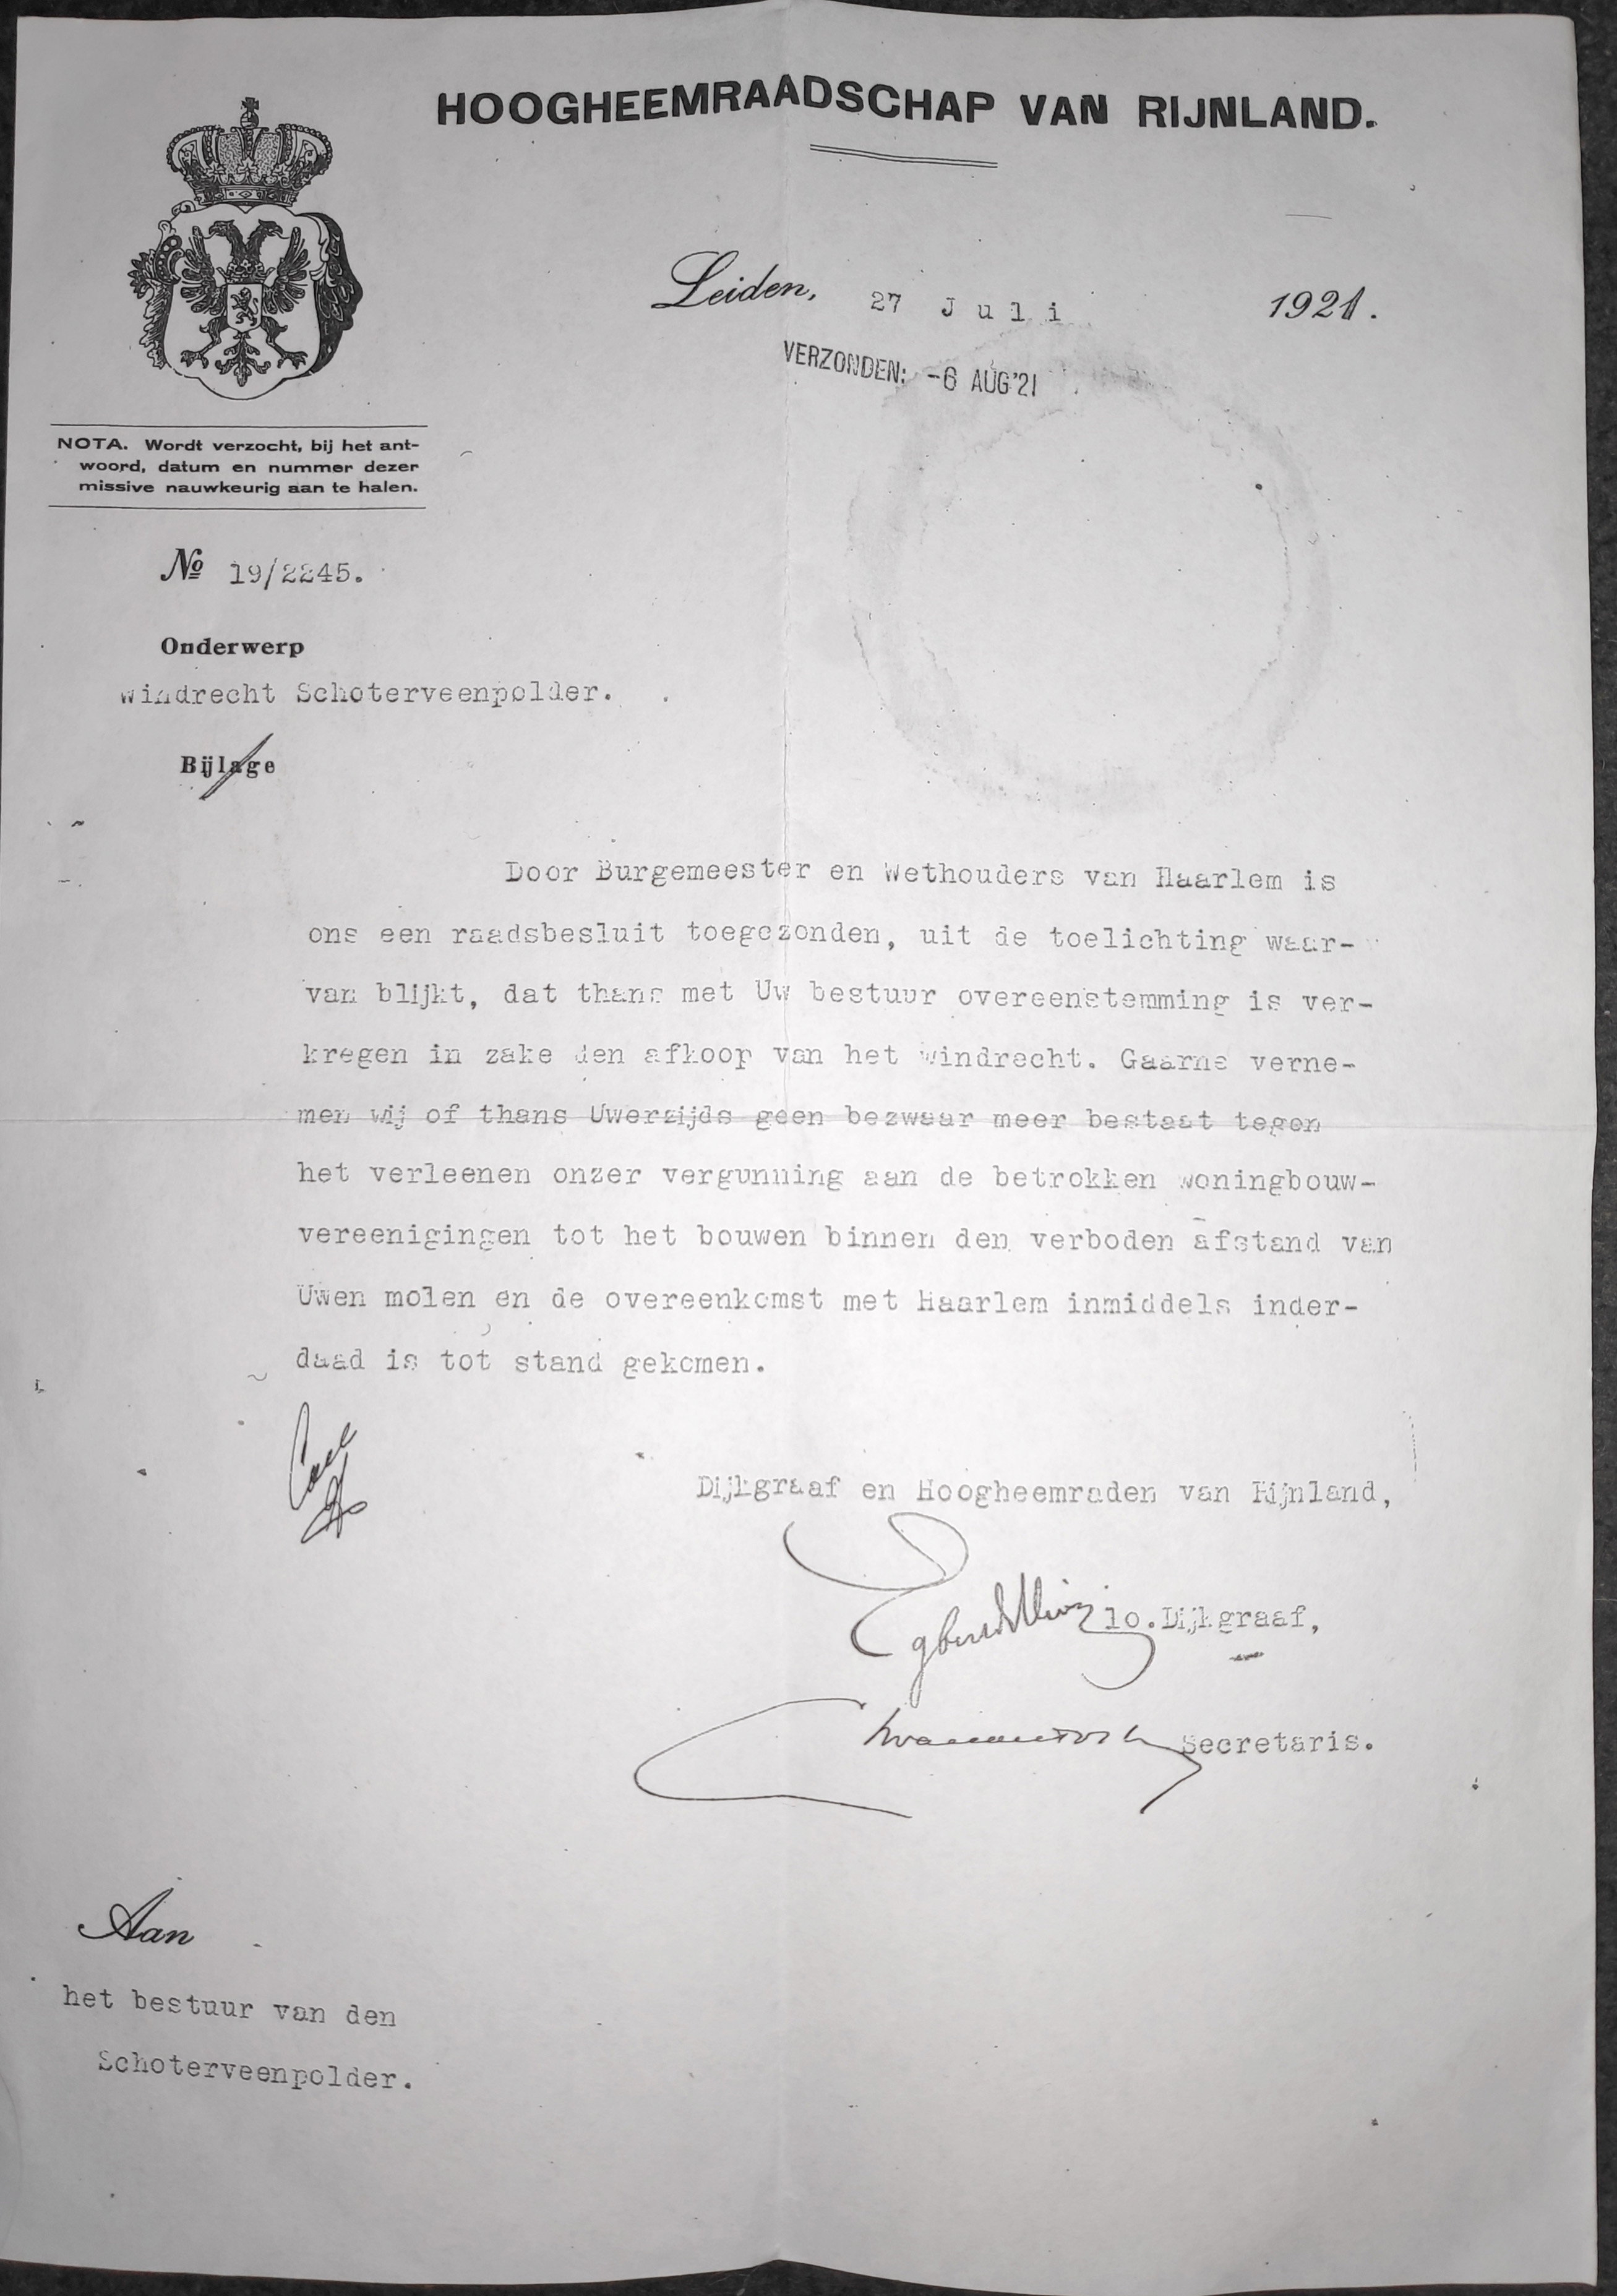 HOOGHEEMRAADSCHAP VAN RIJNLAND.
Leiden, 27 Juli 1921.
VERZONDEN: -6 AUG'21
NOTA. Wordt verzocht, bij het ant-
woord, datum en nummer dezer
missive nauwkeurig aan te halen.
No 19/2245.
Onderwerp
windrecht Schoterveenpolder.
Bijlage
Door Burgemeester en Wethouders van Haarlem is
ons een raadsbesluit toegezonden, uit de toelichting waar-
van blijkt, dat thans met Uw bestuur overeenstemming is ver-
kregen in zake den afkoop van het windrecht. Gaarne verne-
men wij of thans Uwerzijds geen bezwaar meer bestaat tegen
het verleenen onzer vergunning aan de betrokken woningbouw-
vereenigingen tot het bouwen binnen den verboden afstand van
Uwen molen en de overeenkomst met Haarlem inmiddels inder-
daad is tot stand gekomen.
Dijkgraaf en Hoogheemraden van Rijnland,
lo.Dijkgraaf,
Secretaris.
Aan
het bestuur van den
Schoterveenpolder.